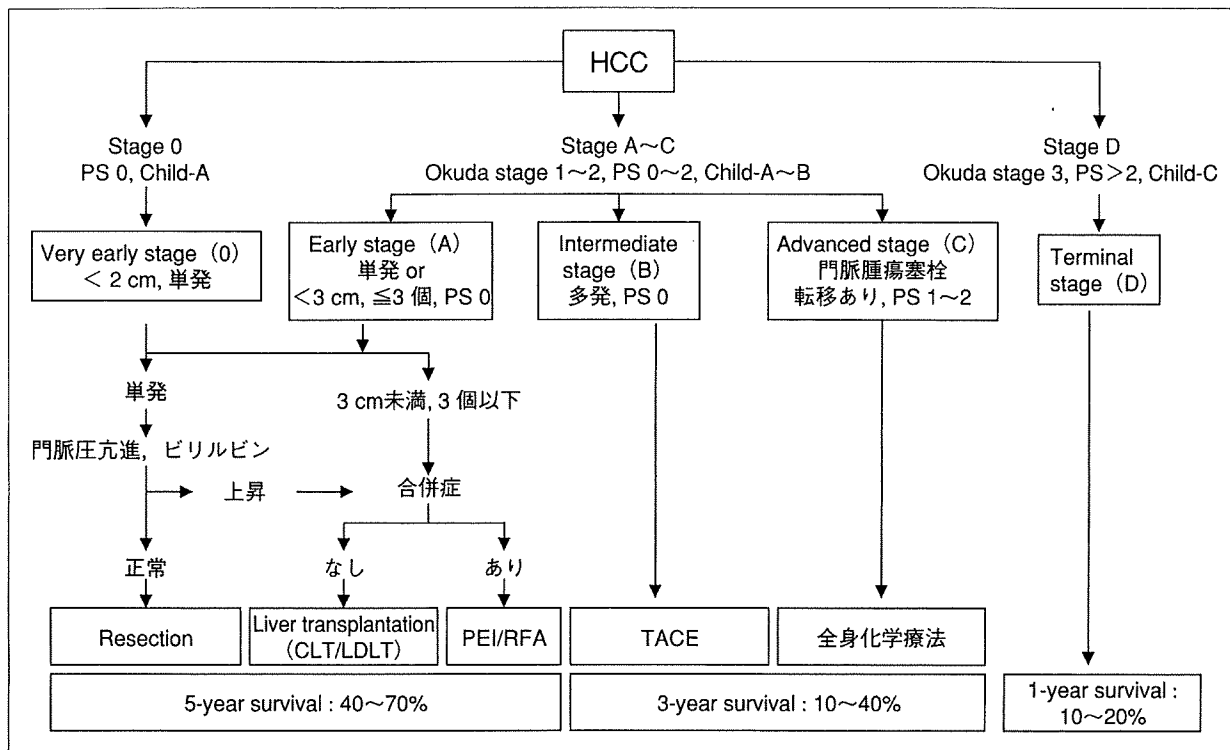 HCC
Stage 0
PS 0, Child-A
Stage A～C
Okuda stage 1～2, PS 0～2, Child-A～B
Stage D
Okuda stage 3, PS＞2, Child-C
Very early stage（0）
＜ 2 cm, 単発
Early stage（A）
単発 or
＜3 cm, ≦3 個, PS 0
Intermediate
stage（B）
多発, PS 0
Advanced stage（C）
門脈腫瘍塞栓
転移あり, PS 1～2
Terminal
stage（D）
単発
3 cm未満, 3 個以下
門脈圧亢進，ビリルビン
上昇
合併症
正常
なし
あり
Resection
Liver transplantation
（CLT/LDLT）
PEI/RFA
TACE
全身化学療法
5-year survival : 40～70%
3-year survival : 10～40%
1-year survival :
10～20%